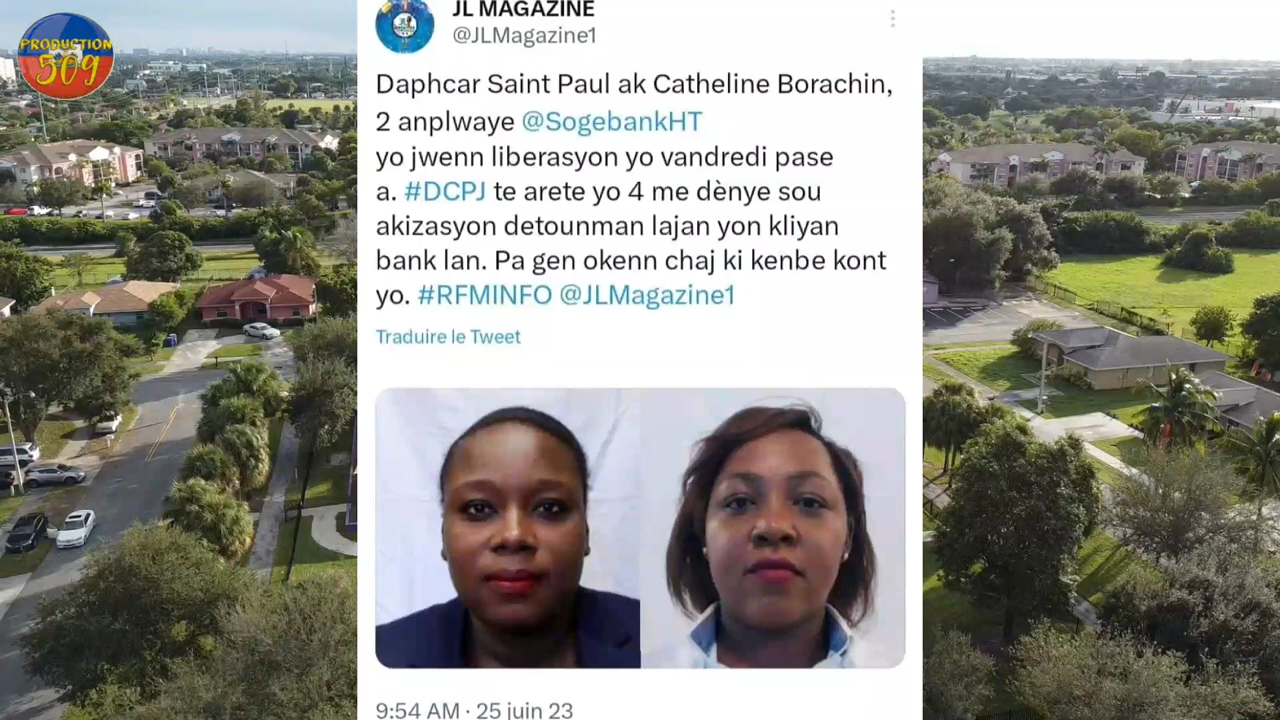 PRODUCTION
509
JL MAGAZINE
@JLMagazine1
Daphcar Saint Paul ak Catheline Borachin,
2 anplwaye @SogebankHT
yo jwenn liberasyon yo vandredi pase
a. #DCPJ te arete yo 4 me dènye sou
akizasyon detounman lajan yon kliyan
bank lan. Pa gen okenn chaj ki kenbe kont
yo. #RFMINFO @JLMagazine1
Traduire le Tweet
9:54 AM · 25 juin 23